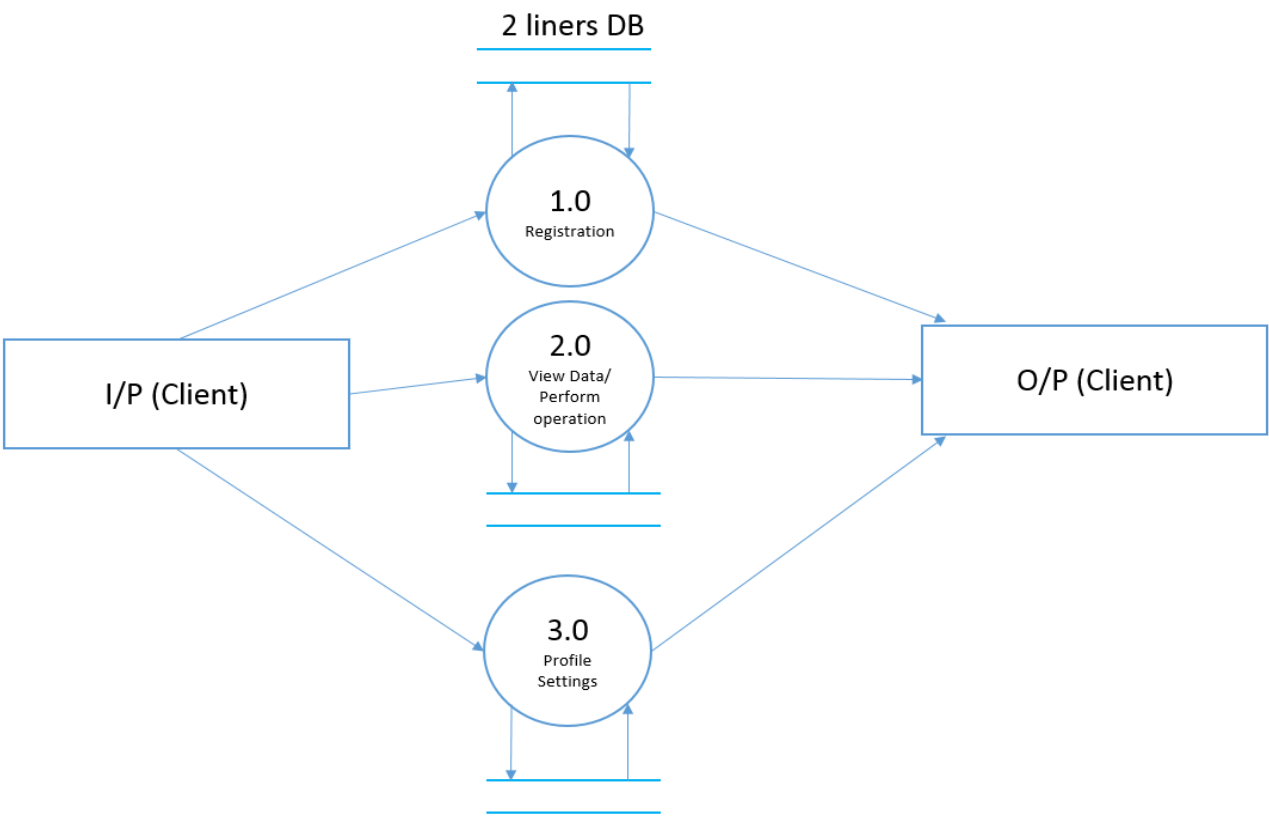 2 liners DB
1.0
Registration
I/P (Client)
2.0
View Data/
Perform
operation
O/P (Client)
3.0
Profile
Settings